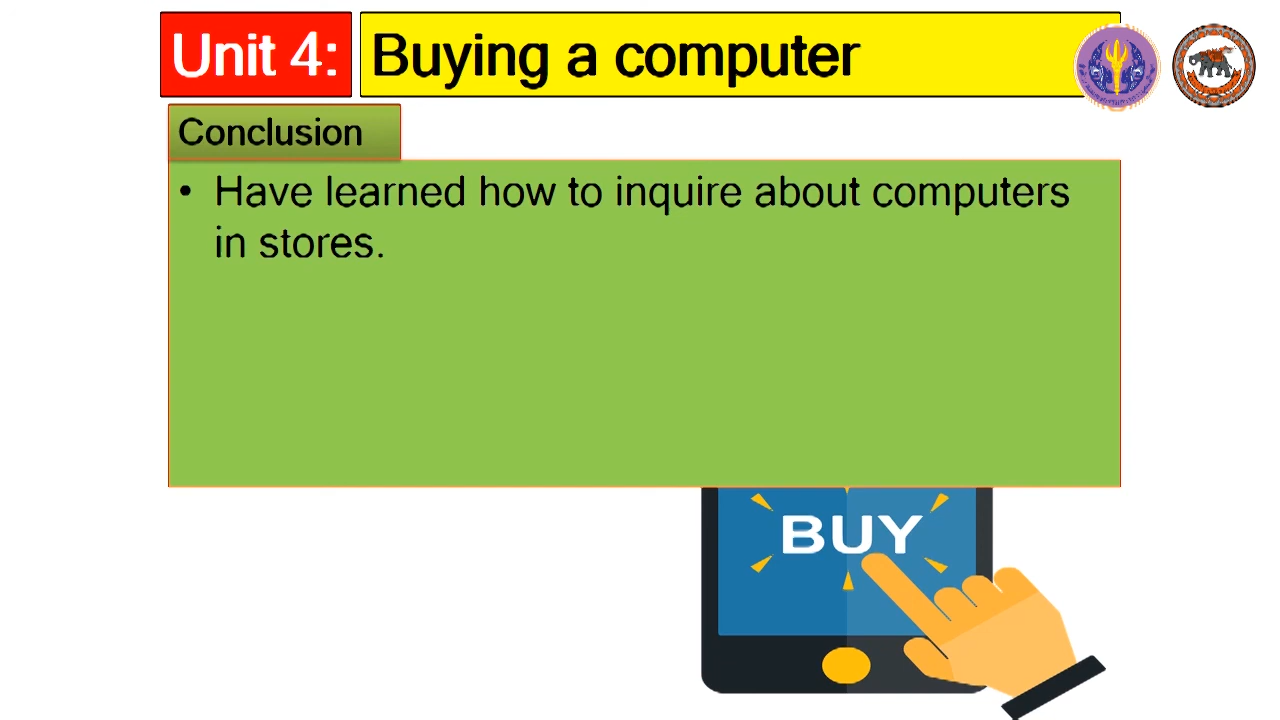 Unit 4:
Buying a computer
Conclusion
• Have learned how to inquire about computers
in stores.
BUY